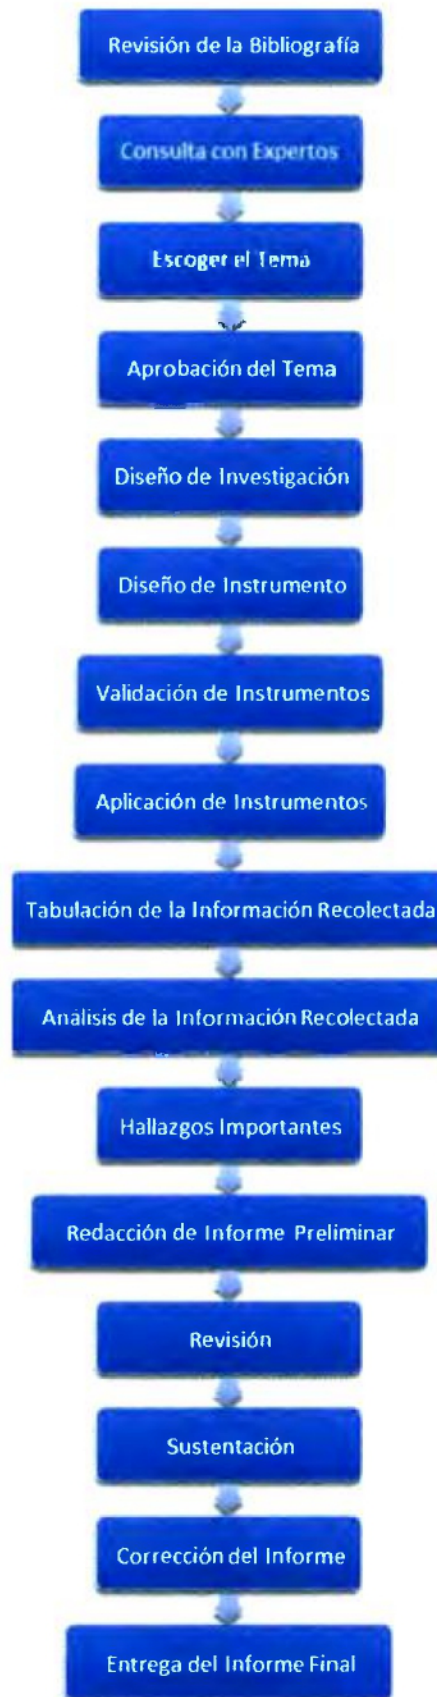 Revisión de la Bibliografía
Consulta con Expertos
Escoger el Tema
Aprobación del Tema
Diseño de Investigación
Diseño de Instrumento
Validación de Instrumentos
Aplicación de Instrumentos
Tabulación de la Información Recolectada
Análisis de la Información Recolectada
Hallazgos Importantes
Redacción de Informe Preliminar
Revisión
Sustentación
Corrección del Informe
Entrega del Informe Final